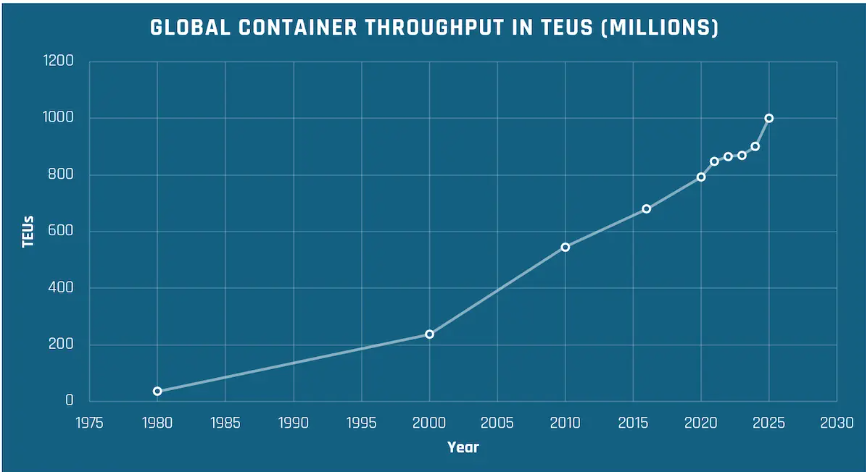 GLOBAL CONTAINER THROUGHPUT IN TEUS (MILLIONS)
1200
1000
800
600
400
200
0
TEUs
1975 1980 1985 1990 1995 2000 2005 2010 2015 2020 2025 2030
Year